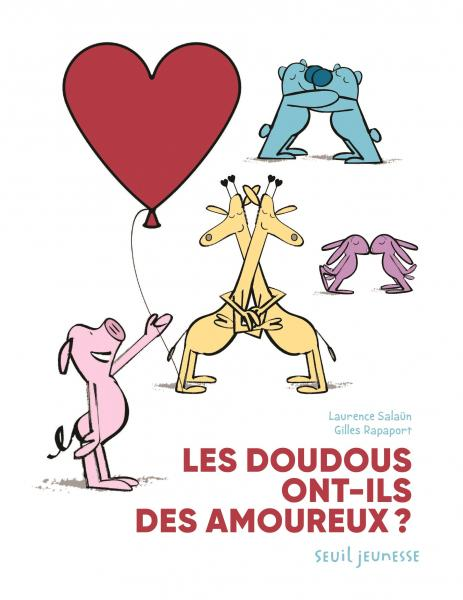 Laurence Salaün
Gilles Rapaport
LES DOUDOUS
ONT-ILS
DES AMOUREUX ?
SEUIL JEUNESSE